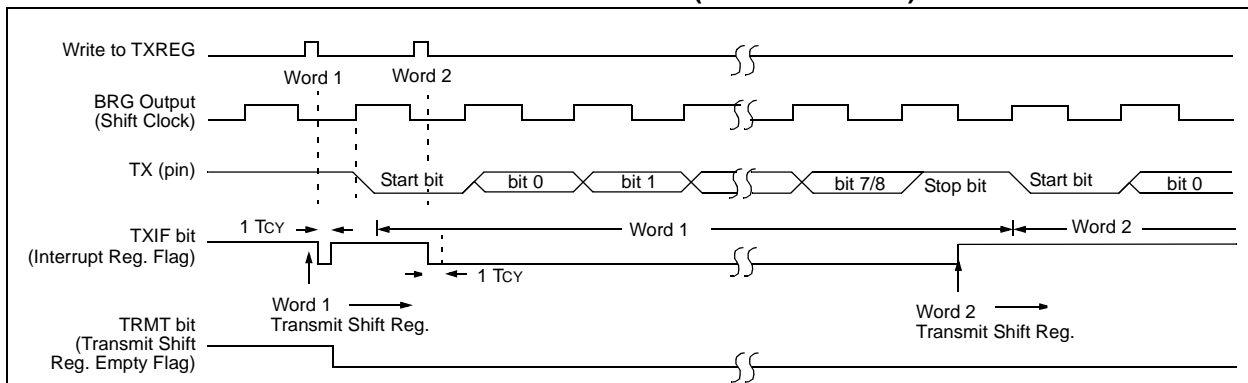 Write to TXREG
Word 1
Word 2
BRG Output
(Shift Clock)
TX (pin)
Start bit
bit 0
bit 1
bit 7/8
Stop bit
Start bit
bit 0
1 TCY
Word 1
Word 2
TXIF bit
(Interrupt Reg. Flag)
1 TCY
Word 1
Transmit Shift Reg.
Word 2
Transmit Shift Reg.
TRMT bit
(Transmit Shift
Reg. Empty Flag)